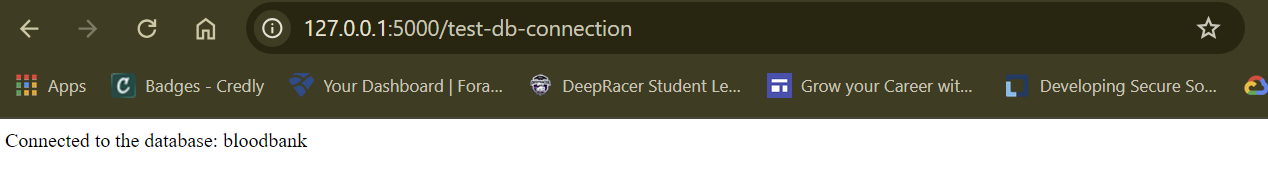 127.0.0.1:5000/test-db-connection
Apps Badges - Credly Your Dashboard | Fora... DeepRacer Student Le... Grow your Career wit... Developing Secure So...
Connected to the database: bloodbank